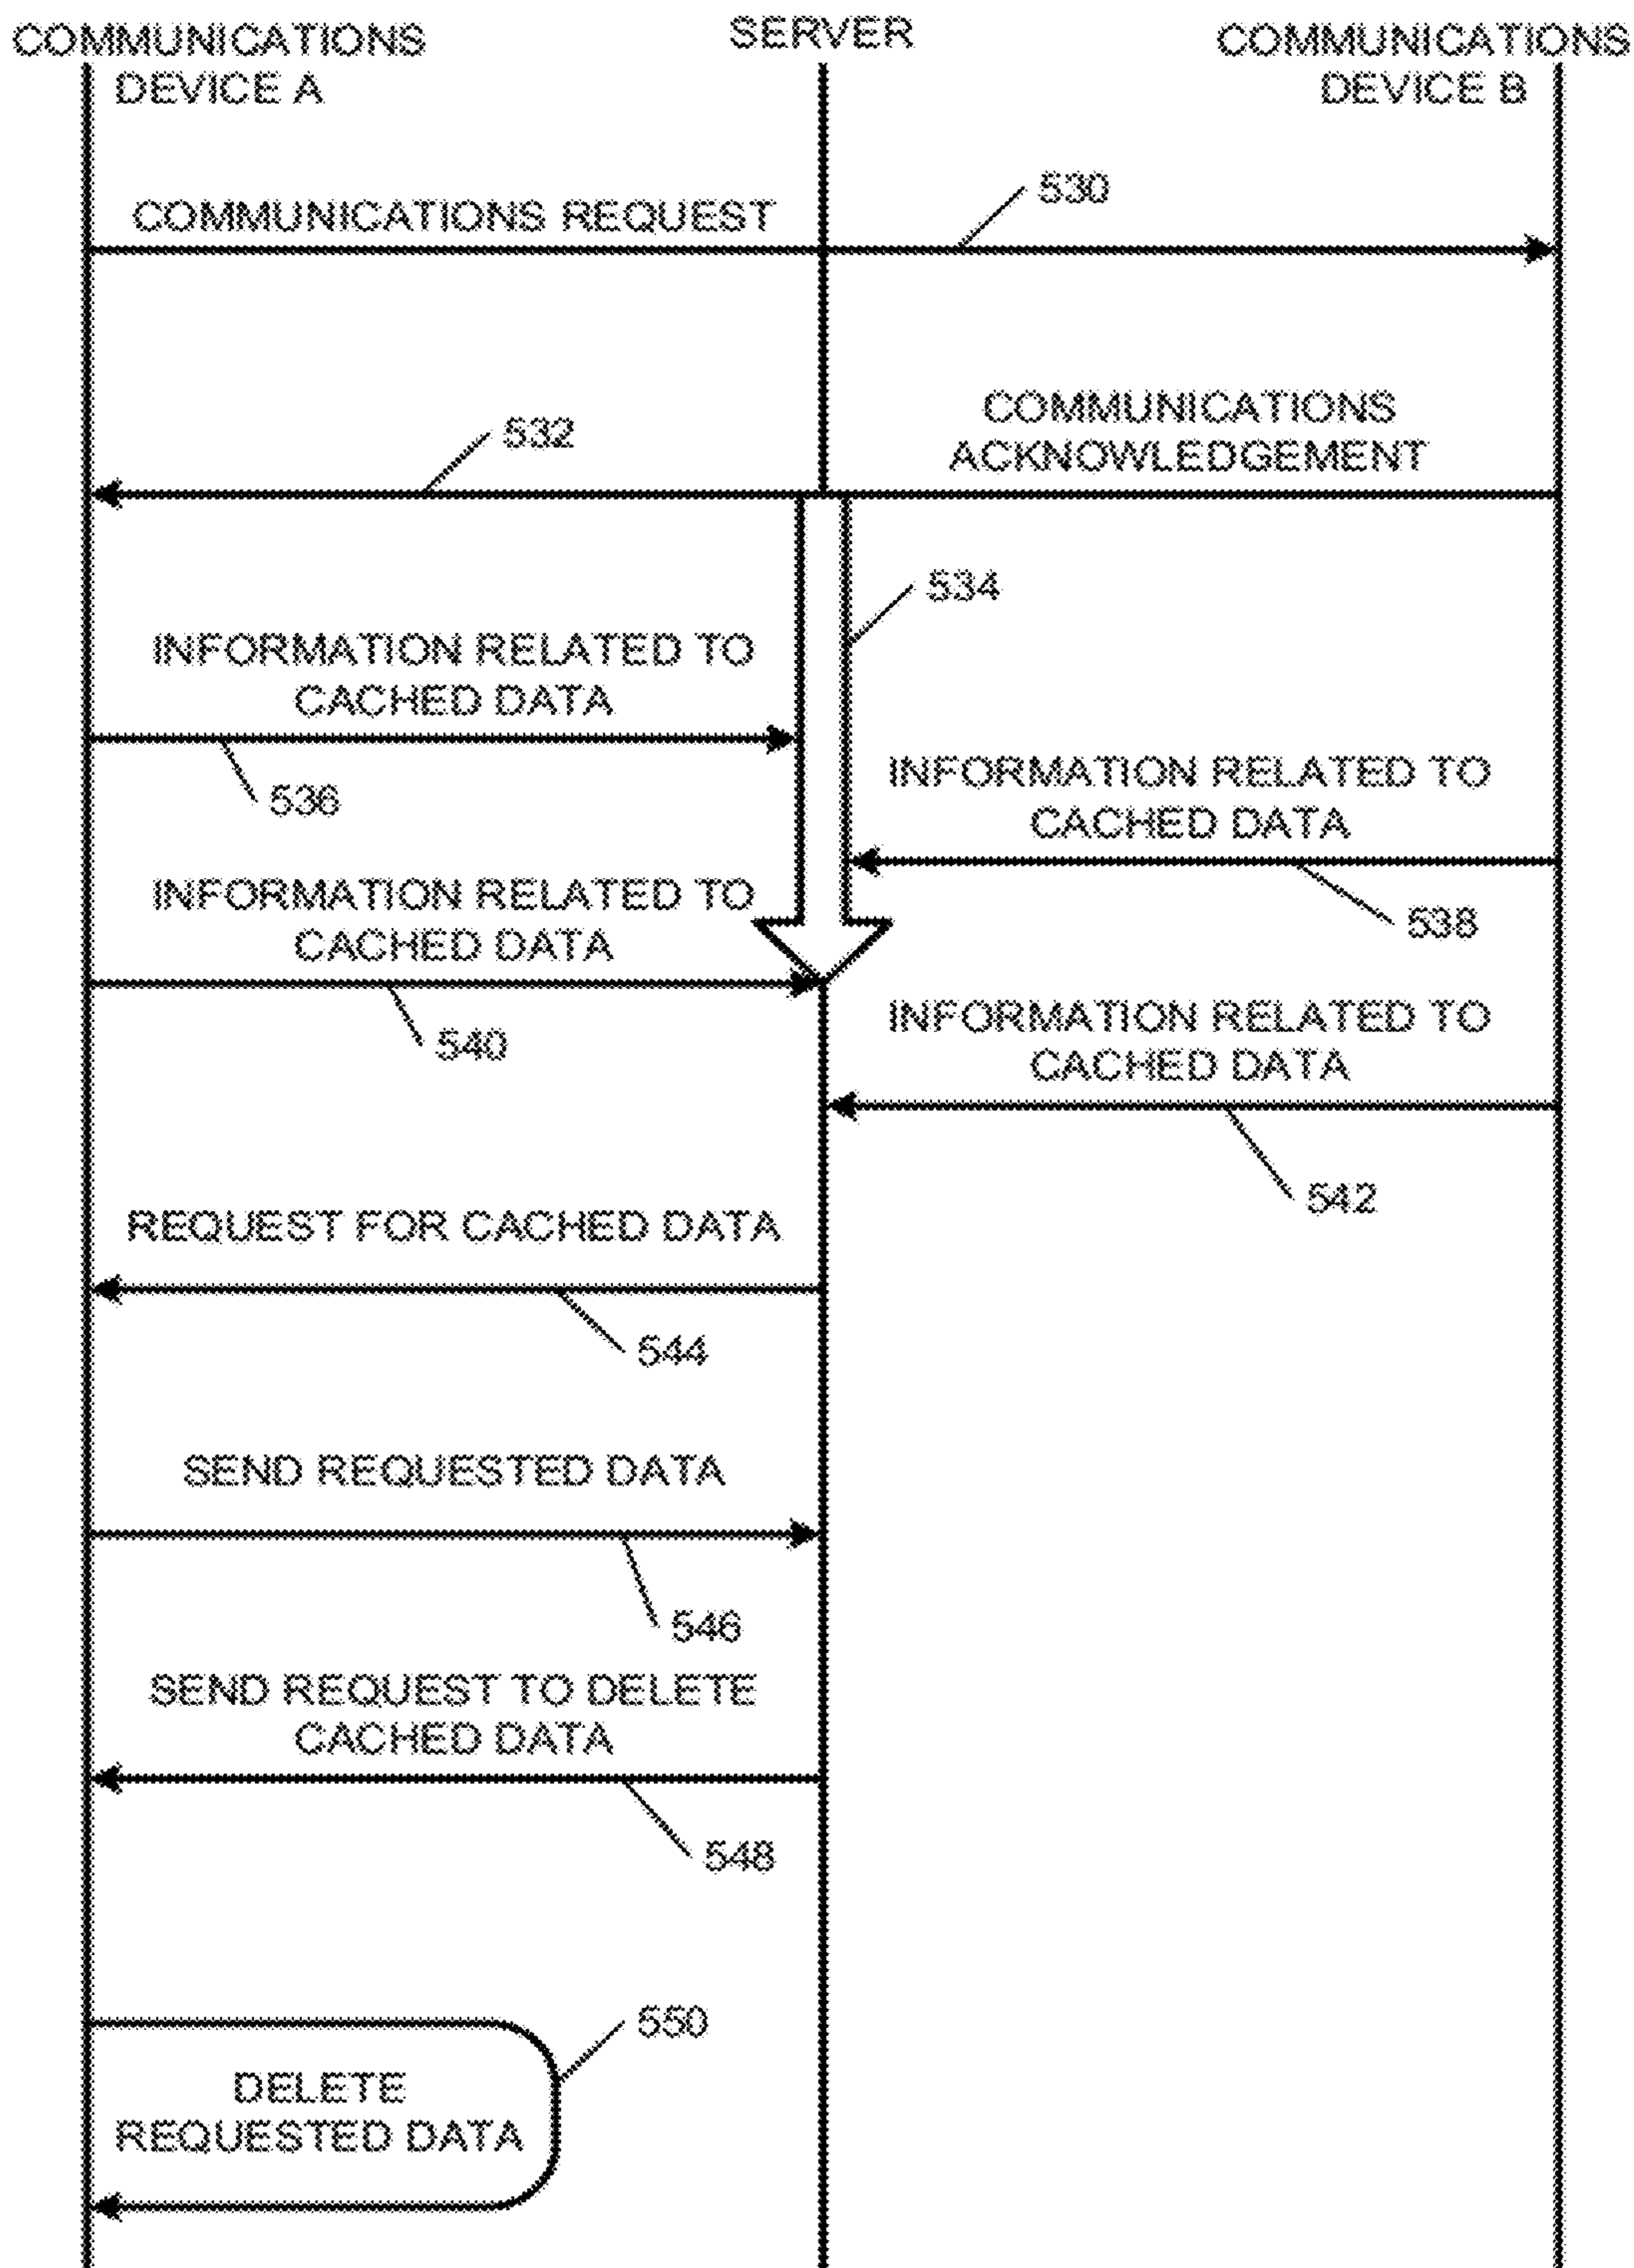 COMMUNICATIONS
DEVICE A
SERVER
COMMUNICATIONS
DEVICE B
COMMUNICATIONS REQUEST
530
COMMUNICATIONS
ACKNOWLEDGEMENT
532
534
INFORMATION RELATED TO
CACHED DATA
536
INFORMATION RELATED TO
CACHED DATA
538
INFORMATION RELATED TO
CACHED DATA
540
INFORMATION RELATED TO
CACHED DATA
542
REQUEST FOR CACHED DATA
544
SEND REQUESTED DATA
546
SEND REQUEST TO DELETE
CACHED DATA
548
550
DELETE
REQUESTED DATA